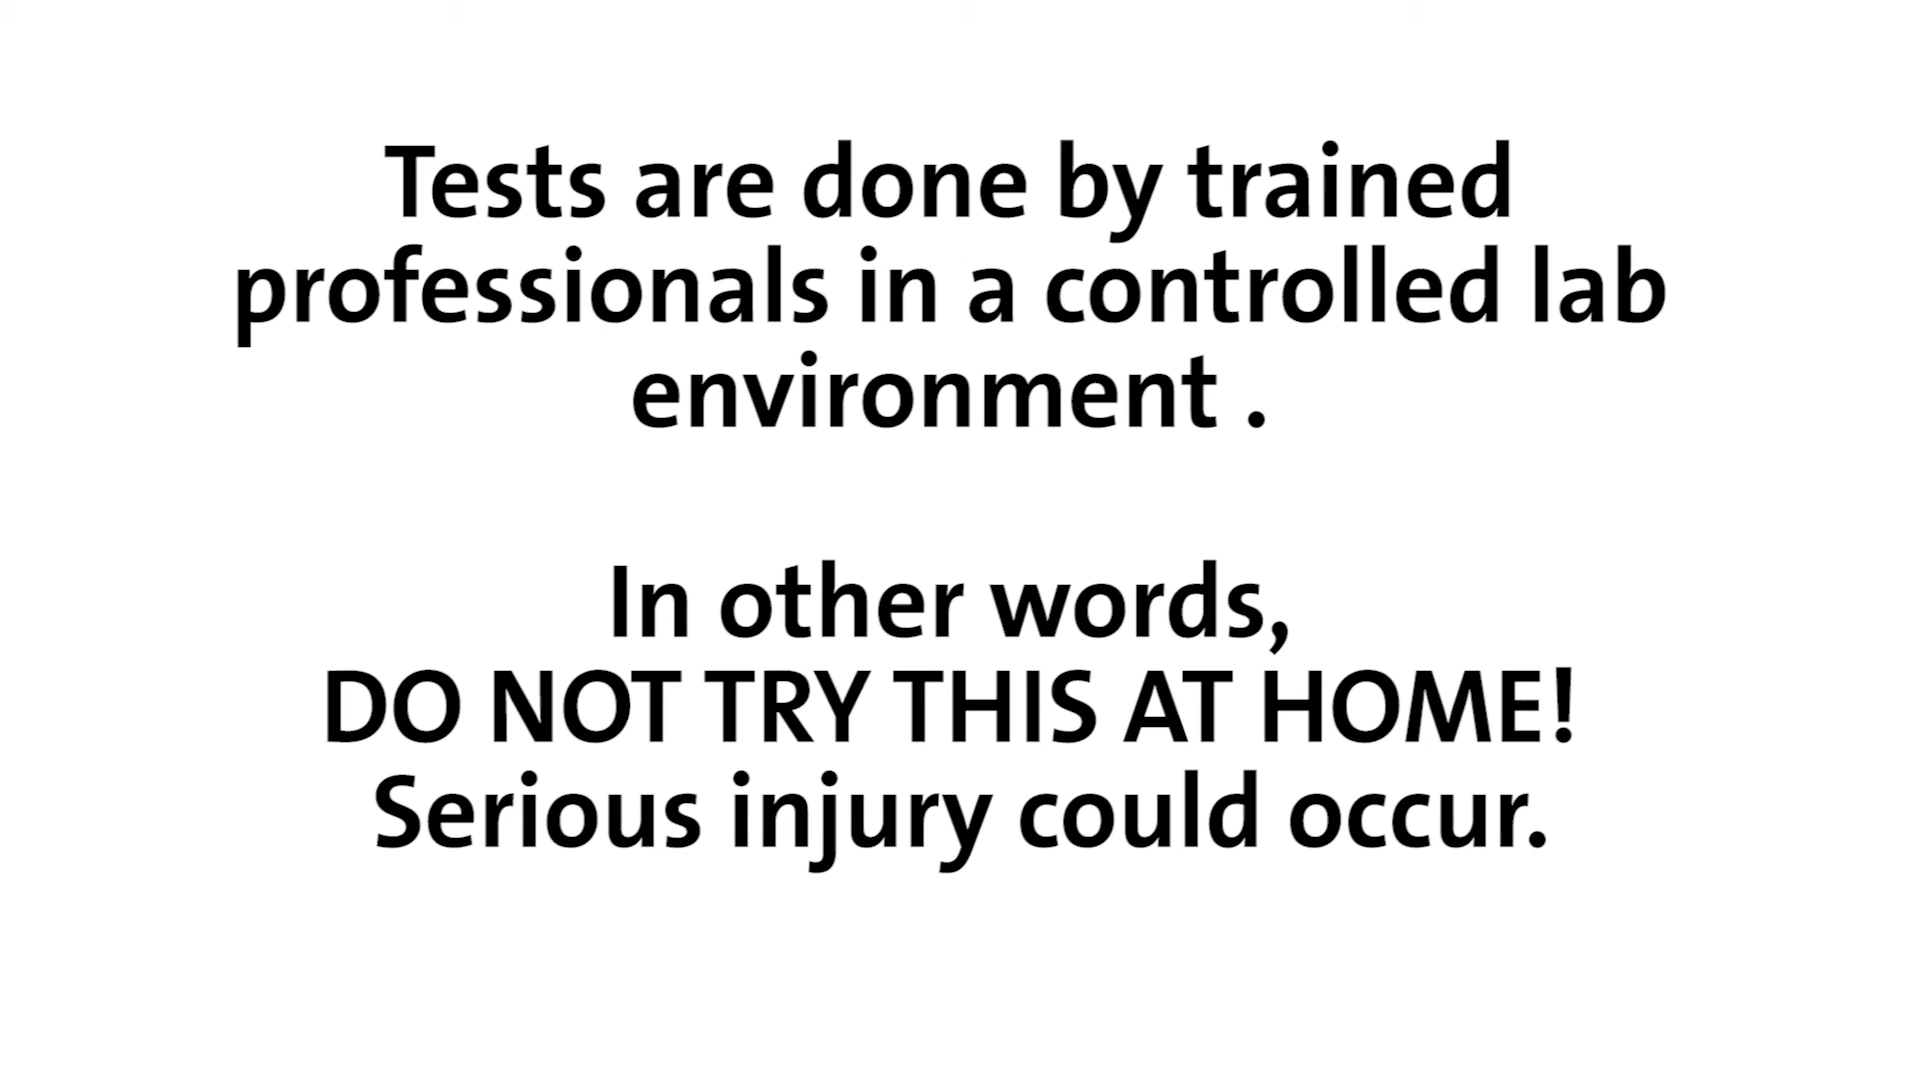 Tests are done by trained
professionals in a controlled lab
environment .
In other words,
DO NOT TRY THIS AT HOME!
Serious injury could occur.